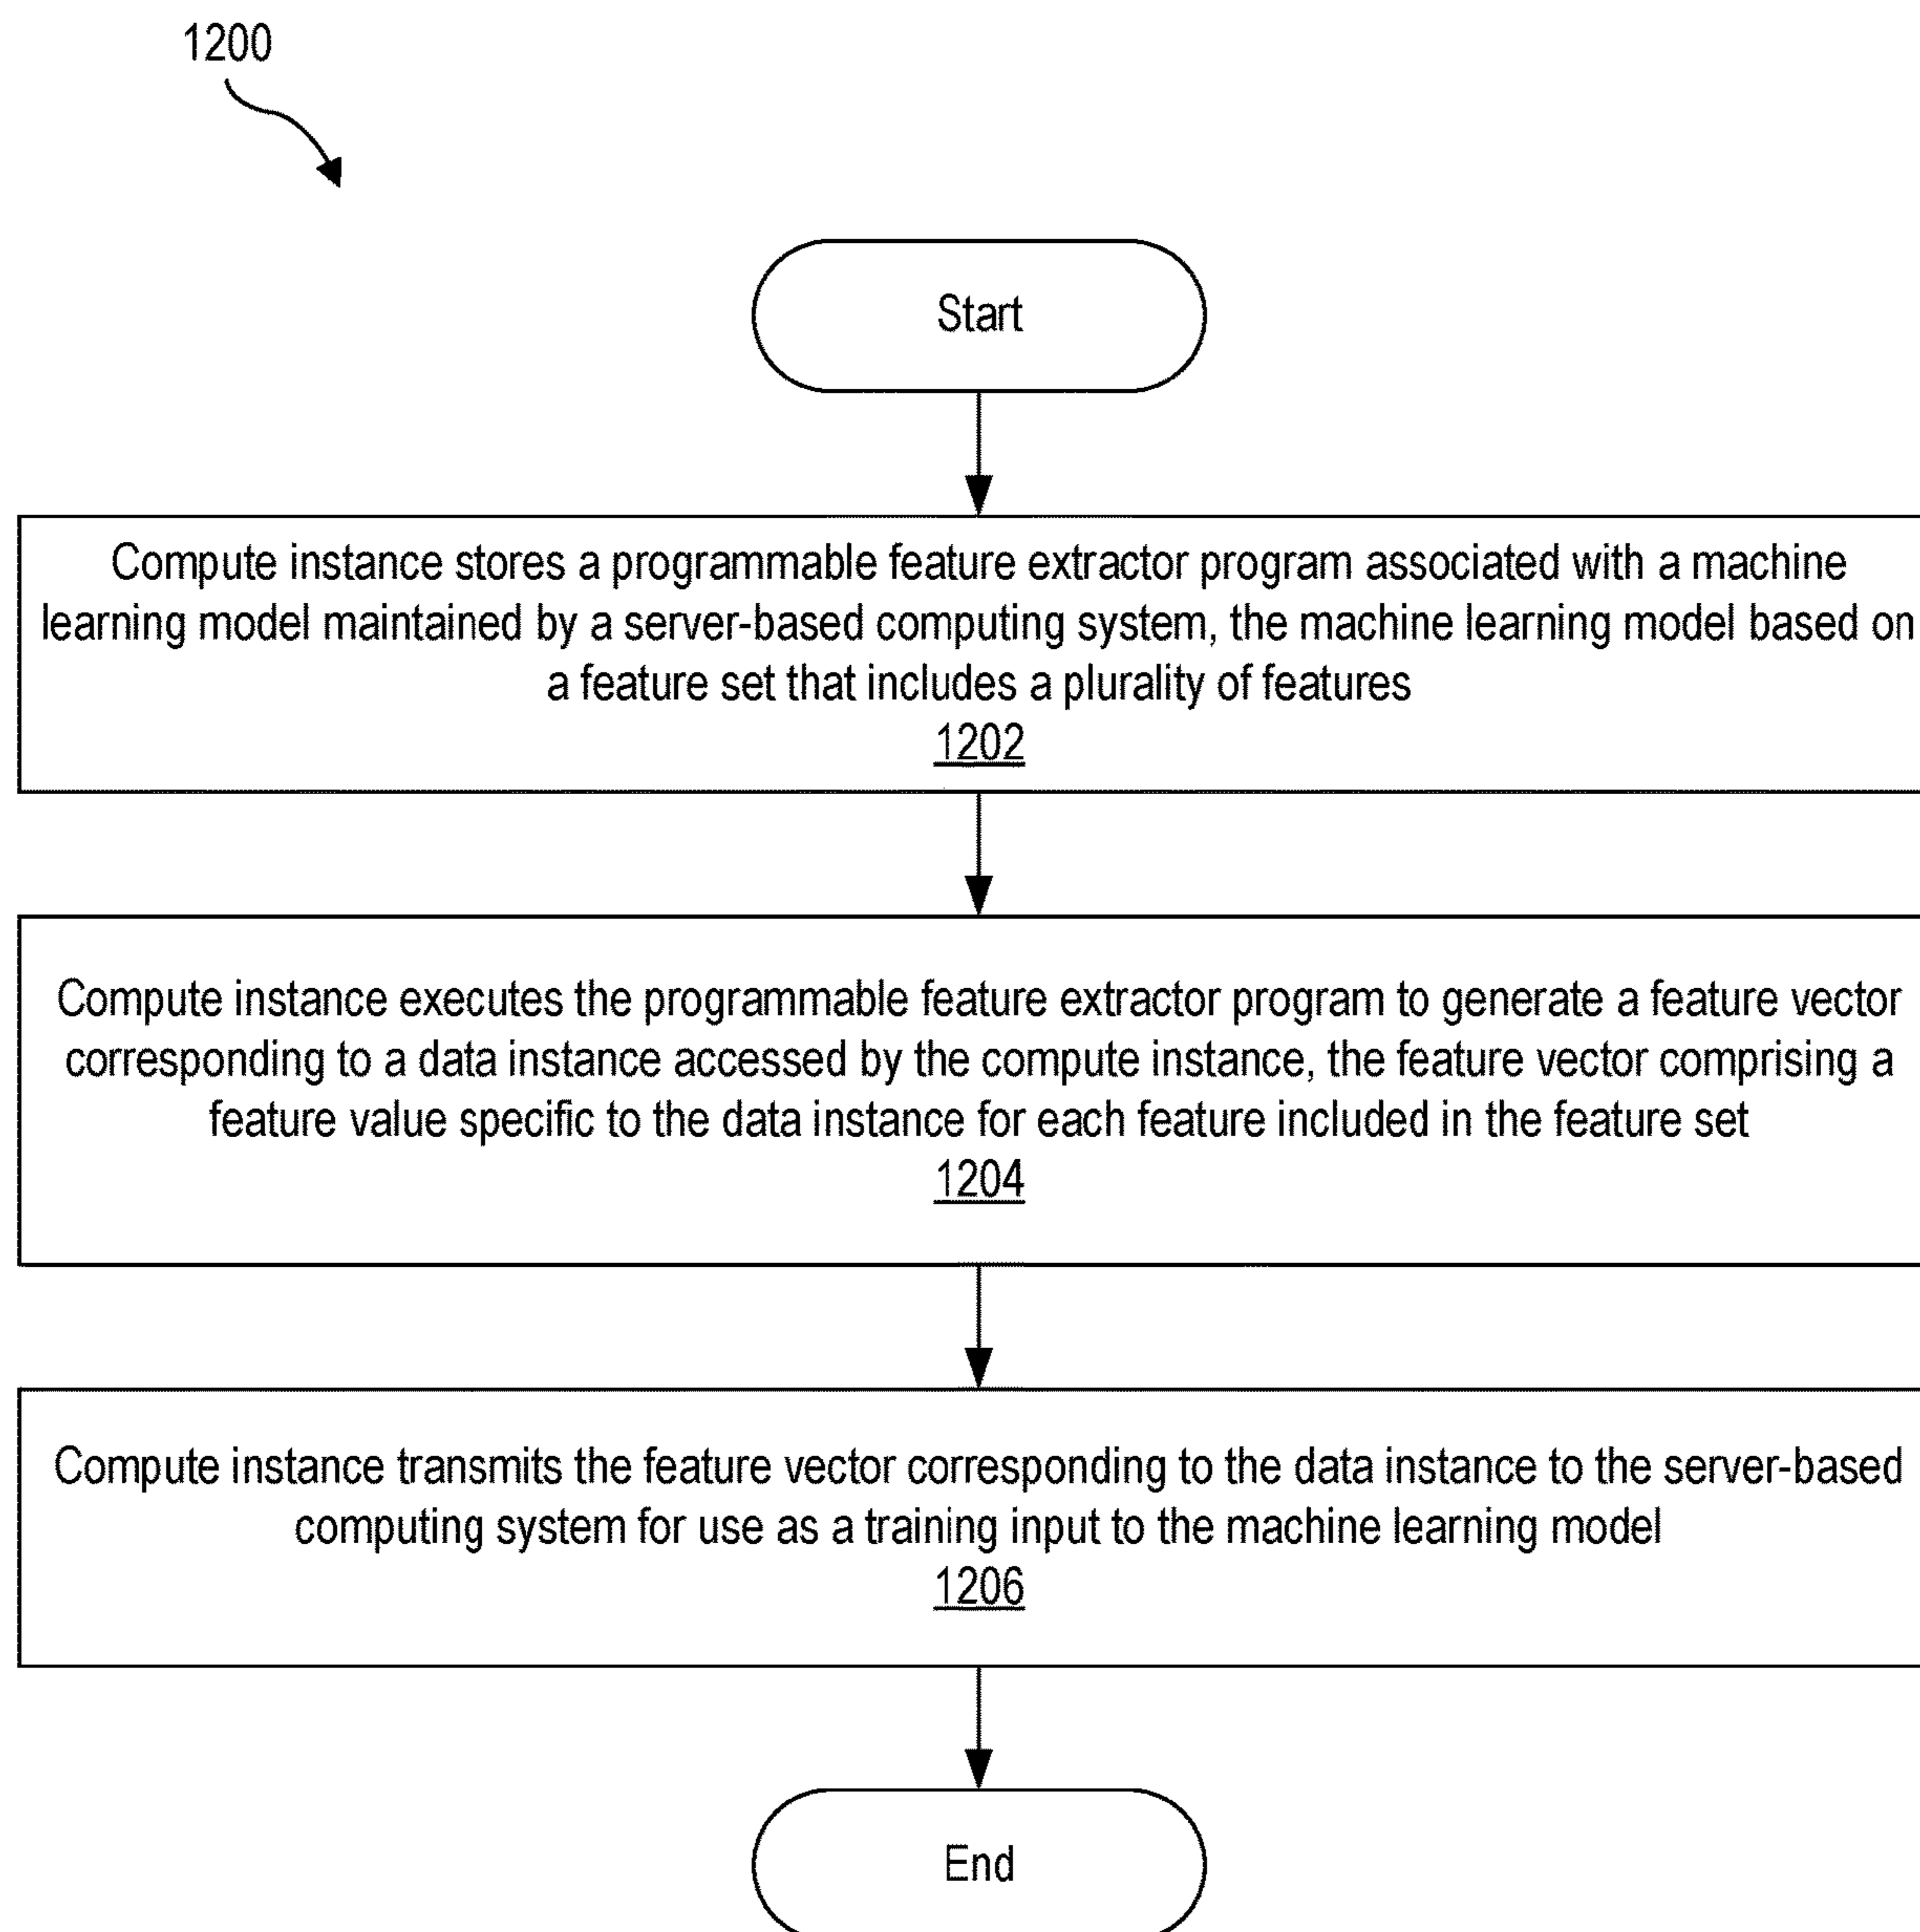 1200
Start
Compute instance stores a programmable feature extractor program associated with a machine
learning model maintained by a server-based computing system, the machine learning model based on
a feature set that includes a plurality of features
1202
Compute instance executes the programmable feature extractor program to generate a feature vector
corresponding to a data instance accessed by the compute instance, the feature vector comprising a
feature value specific to the data instance for each feature included in the feature set
1204
Compute instance transmits the feature vector corresponding to the data instance to the server-based
computing system for use as a training input to the machine learning model
1206
End